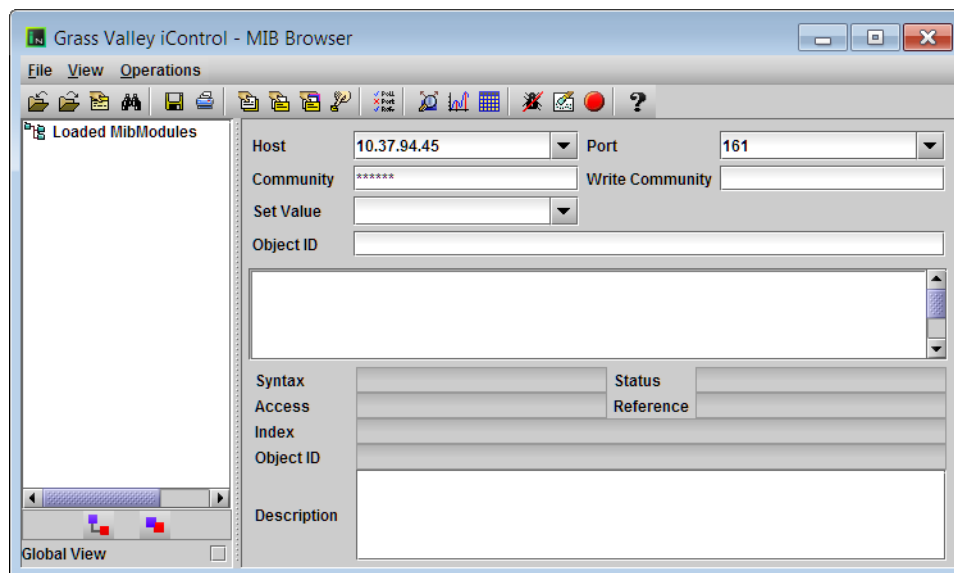 Grass Valley iControl - MIB Browser
File View Operations
Loaded MibModules
Host 10.37.94.45 Port 161
Community ****** Write Community
Set Value
Object ID
Syntax Status
Access Reference
Index
Object ID
Description
Global View